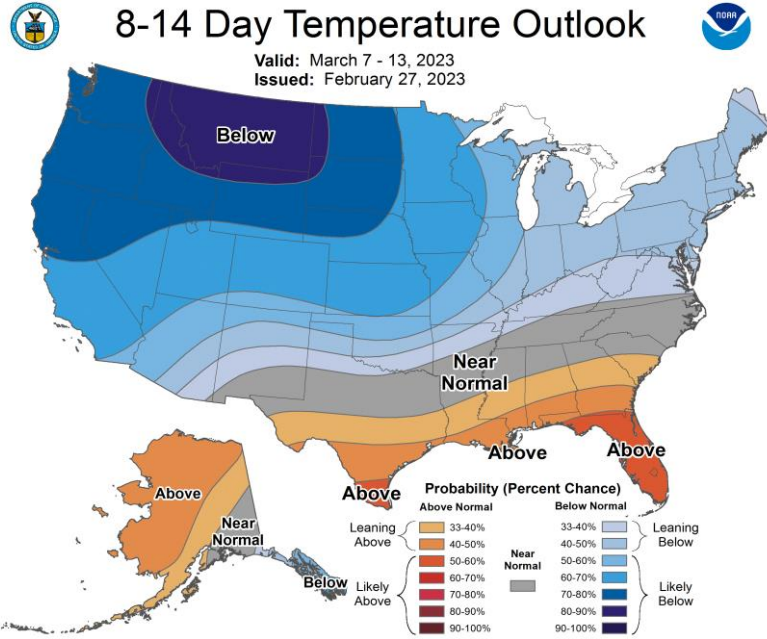 8-14 Day Temperature Outlook
NOAA
Valid: March 7 - 13, 2023
Issued: February 27, 2023
Below
Near
Normal
Above
Above
Above
Above
Near
Normal
Below
Probability (Percent Chance)
Above Normal
Below Normal
Leaning
Above
33-40%
40-50%
Likely
Above
50-60%
60-70%
70-80%
80-90%
90-100%
Near
Normal
33-40%
40-50%
Leaning
Below
50-60%
60-70%
70-80%
80-90%
90-100%
Likely
Below